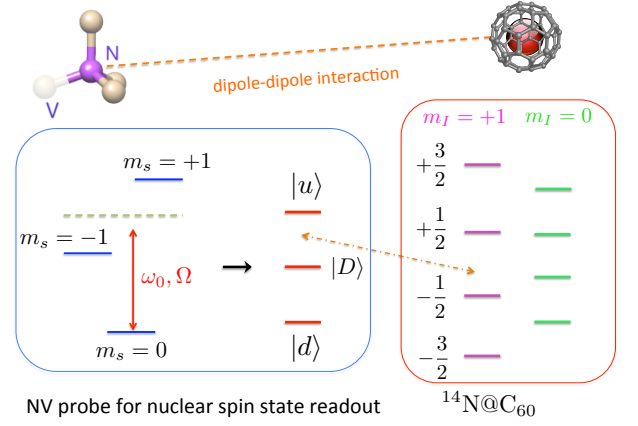 N
V
dipole-dipole interaction
m_I = +1
m_I = 0
m_s = +1
|u⟩
+3/2
m_s = −1
+1/2
ω_0, Ω
|D⟩
−1/2
m_s = 0
|d⟩
−3/2
NV probe for nuclear spin state readout
^14N@C_60